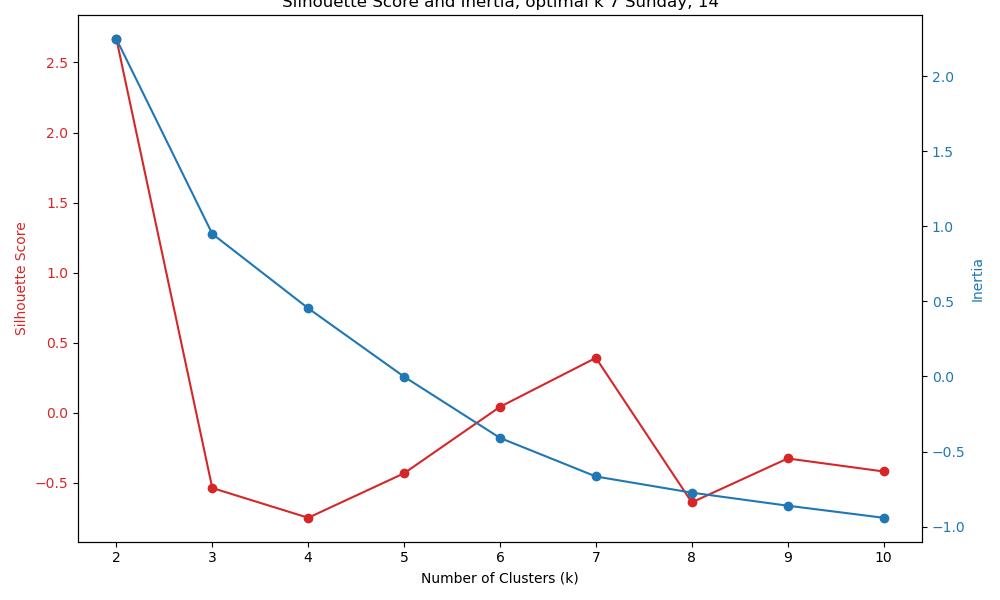 Silhouette Score and Inertia, optimal k 7 Sunday, 14
2.5
2.0
1.5
1.0
0.5
0.0
−0.5
Silhouette Score
2.0
1.5
1.0
0.5
0.0
−0.5
−1.0
Inertia
2 3 4 5 6 7 8 9 10
Number of Clusters (k)